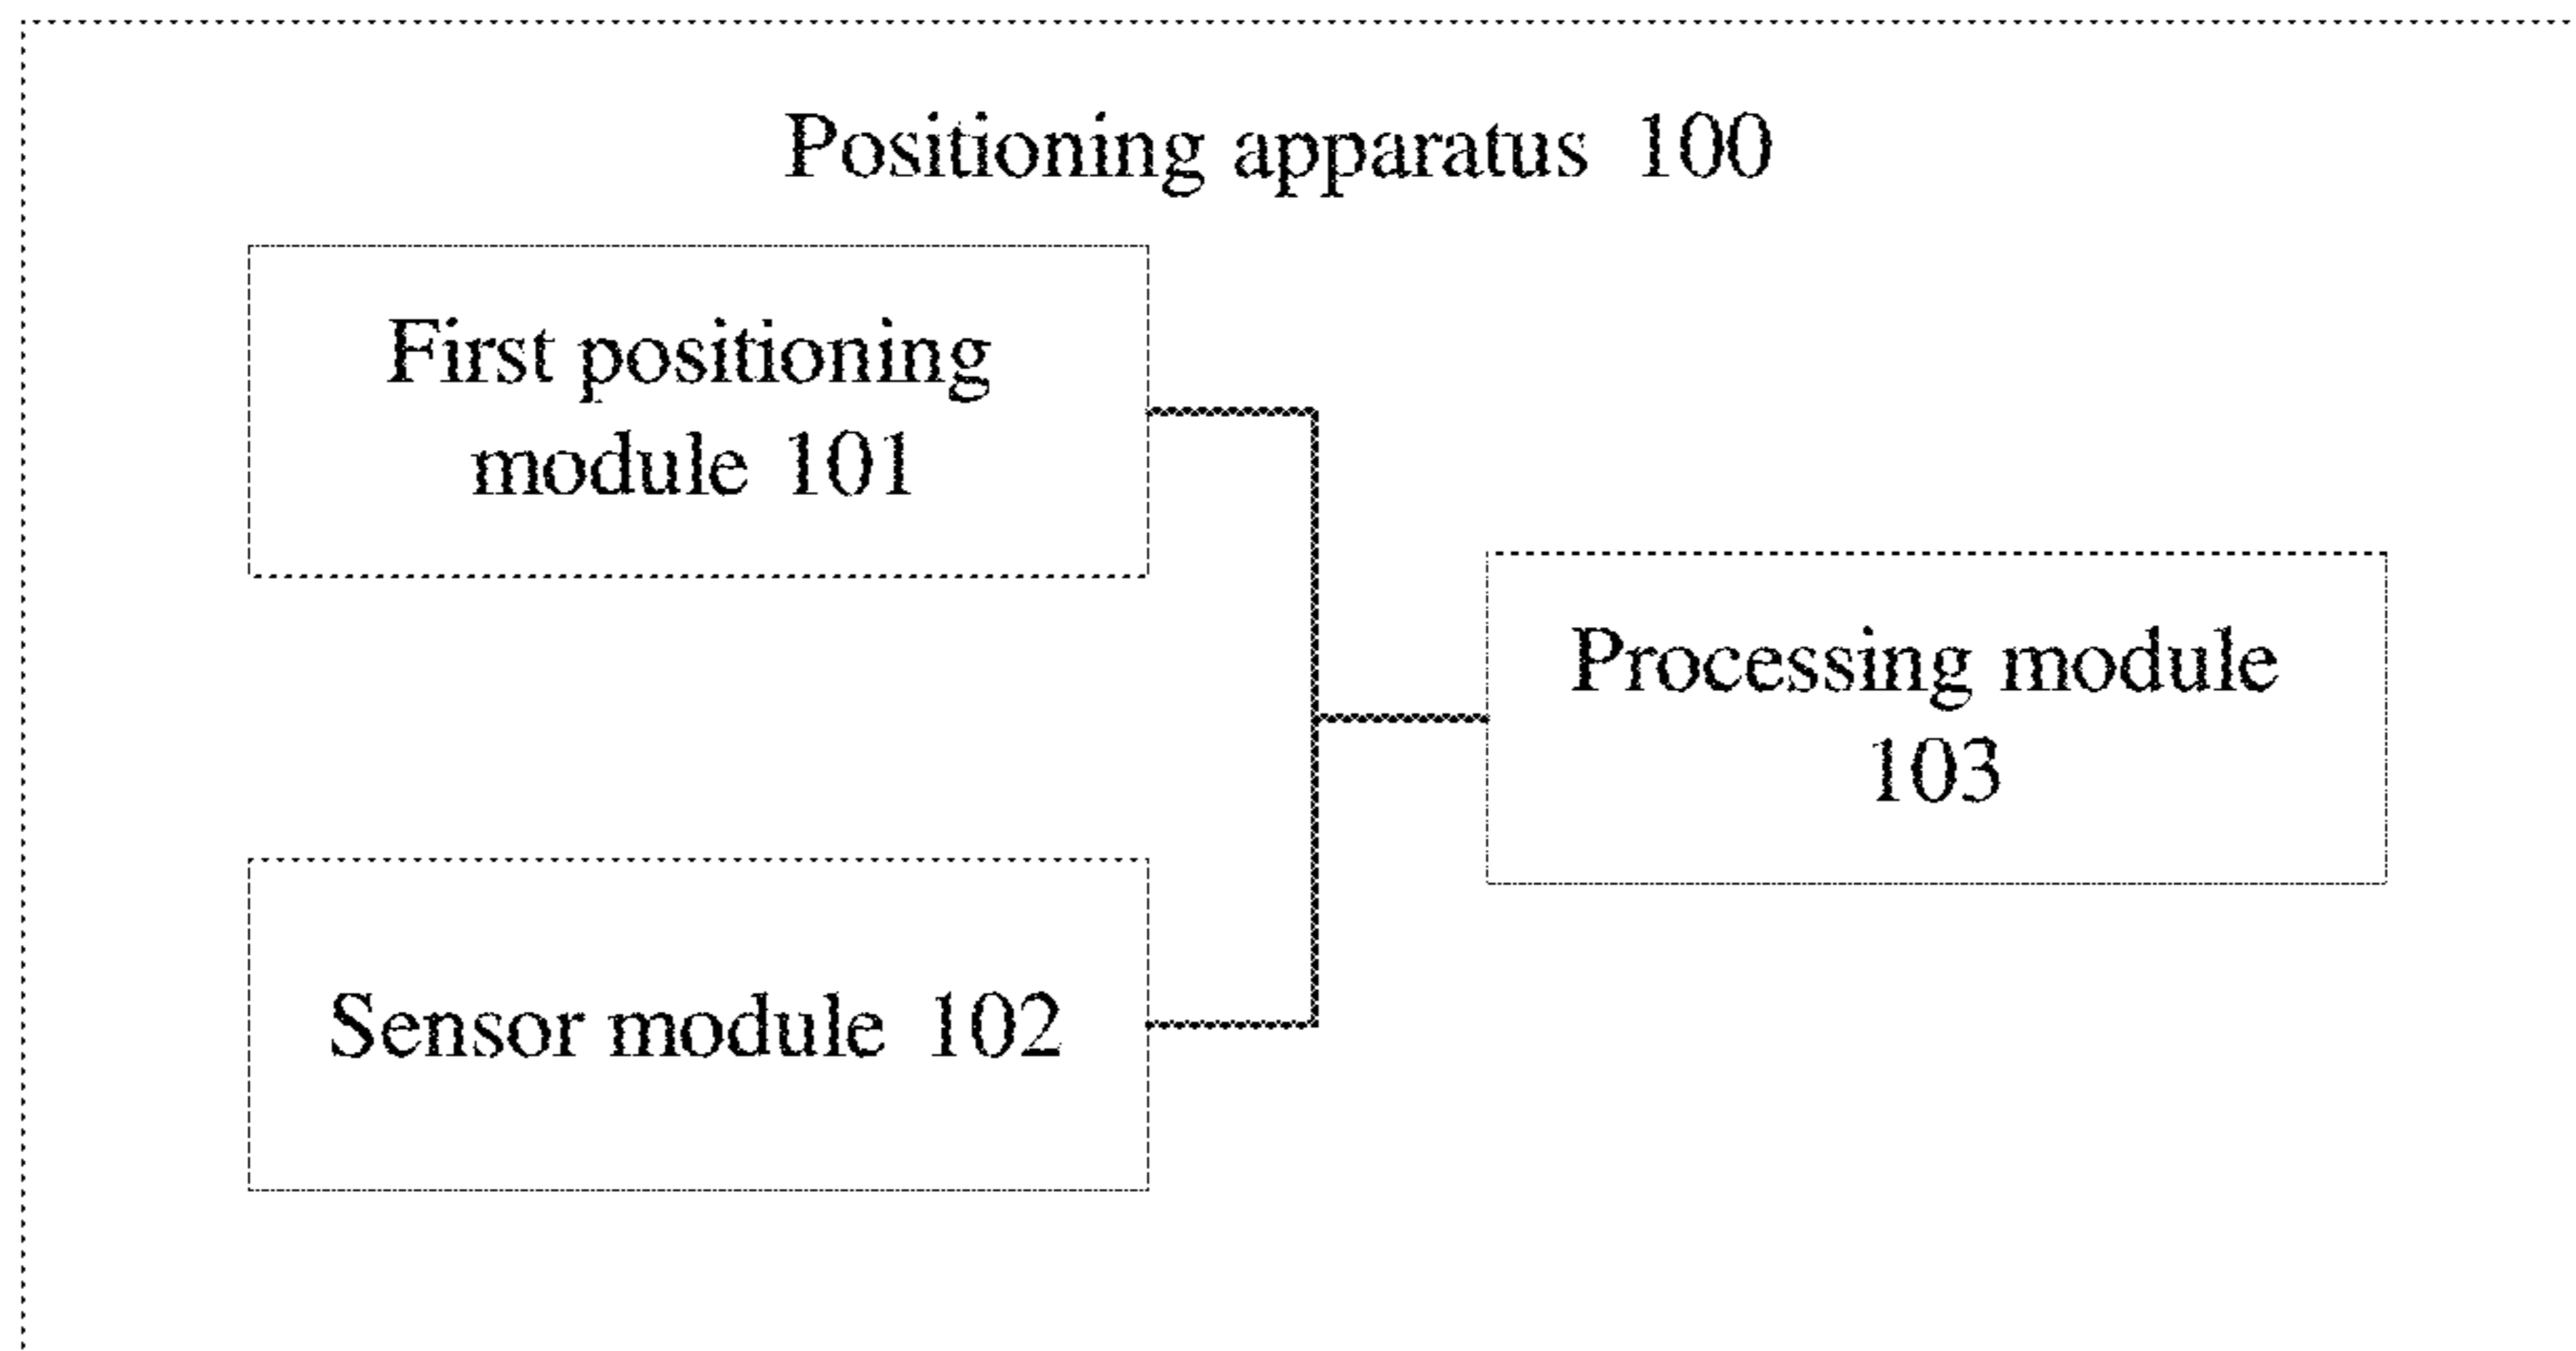 Positioning apparatus 100
First positioning
module 101
Processing module
103
Sensor module 102